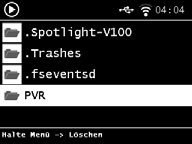 04:04
.Spotlight-V100
.Trashes
.fseventsd
PVR
Halte Menü -> Löschen